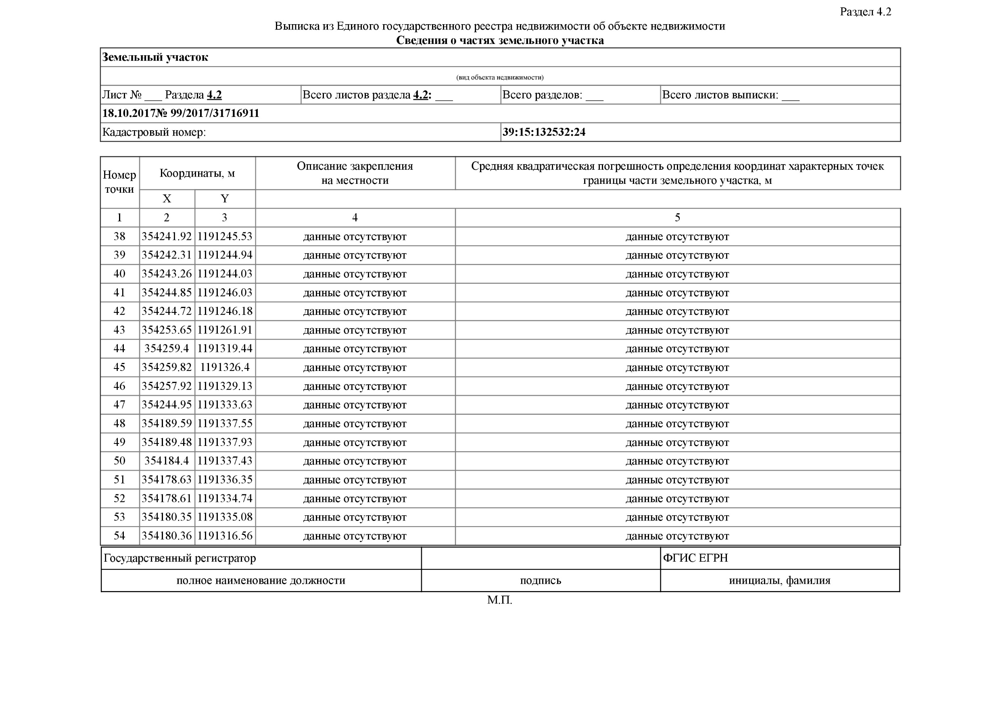 Раздел 4.2
Выписка из Единого государственного реестра недвижимости об объекте недвижимости
Сведения о частях земельного участка
Земельный участок
(вид объекта недвижимости)
Лист № ___ Раздела 4.2 Всего листов раздела 4.2: ___ Всего разделов: ___ Всего листов выписки: ___
18.10.2017№ 99/2017/31716911
Кадастровый номер: 39:15:132532:24
Номер точки Координаты, м Описание закрепления на местности Средняя квадратическая погрешность определения координат характерных точек границы части земельного участка, м
X Y
1 2 3 4 5
38 354241.92 1191245.53 данные отсутствуют данные отсутствуют
39 354242.31 1191244.94 данные отсутствуют данные отсутствуют
40 354243.26 1191244.03 данные отсутствуют данные отсутствуют
41 354244.85 1191246.03 данные отсутствуют данные отсутствуют
42 354244.72 1191246.18 данные отсутствуют данные отсутствуют
43 354253.65 1191261.91 данные отсутствуют данные отсутствуют
44 354259.4 1191319.44 данные отсутствуют данные отсутствуют
45 354259.82 1191326.4 данные отсутствуют данные отсутствуют
46 354257.92 1191329.13 данные отсутствуют данные отсутствуют
47 354244.95 1191333.63 данные отсутствуют данные отсутствуют
48 354189.59 1191337.55 данные отсутствуют данные отсутствуют
49 354189.48 1191337.93 данные отсутствуют данные отсутствуют
50 354184.4 1191337.43 данные отсутствуют данные отсутствуют
51 354178.63 1191336.35 данные отсутствуют данные отсутствуют
52 354178.61 1191334.74 данные отсутствуют данные отсутствуют
53 354180.35 1191335.08 данные отсутствуют данные отсутствуют
54 354180.36 1191316.56 данные отсутствуют данные отсутствуют
Государственный регистратор ФГИС ЕГРН
полное наименование должности подпись инициалы, фамилия
М.П.